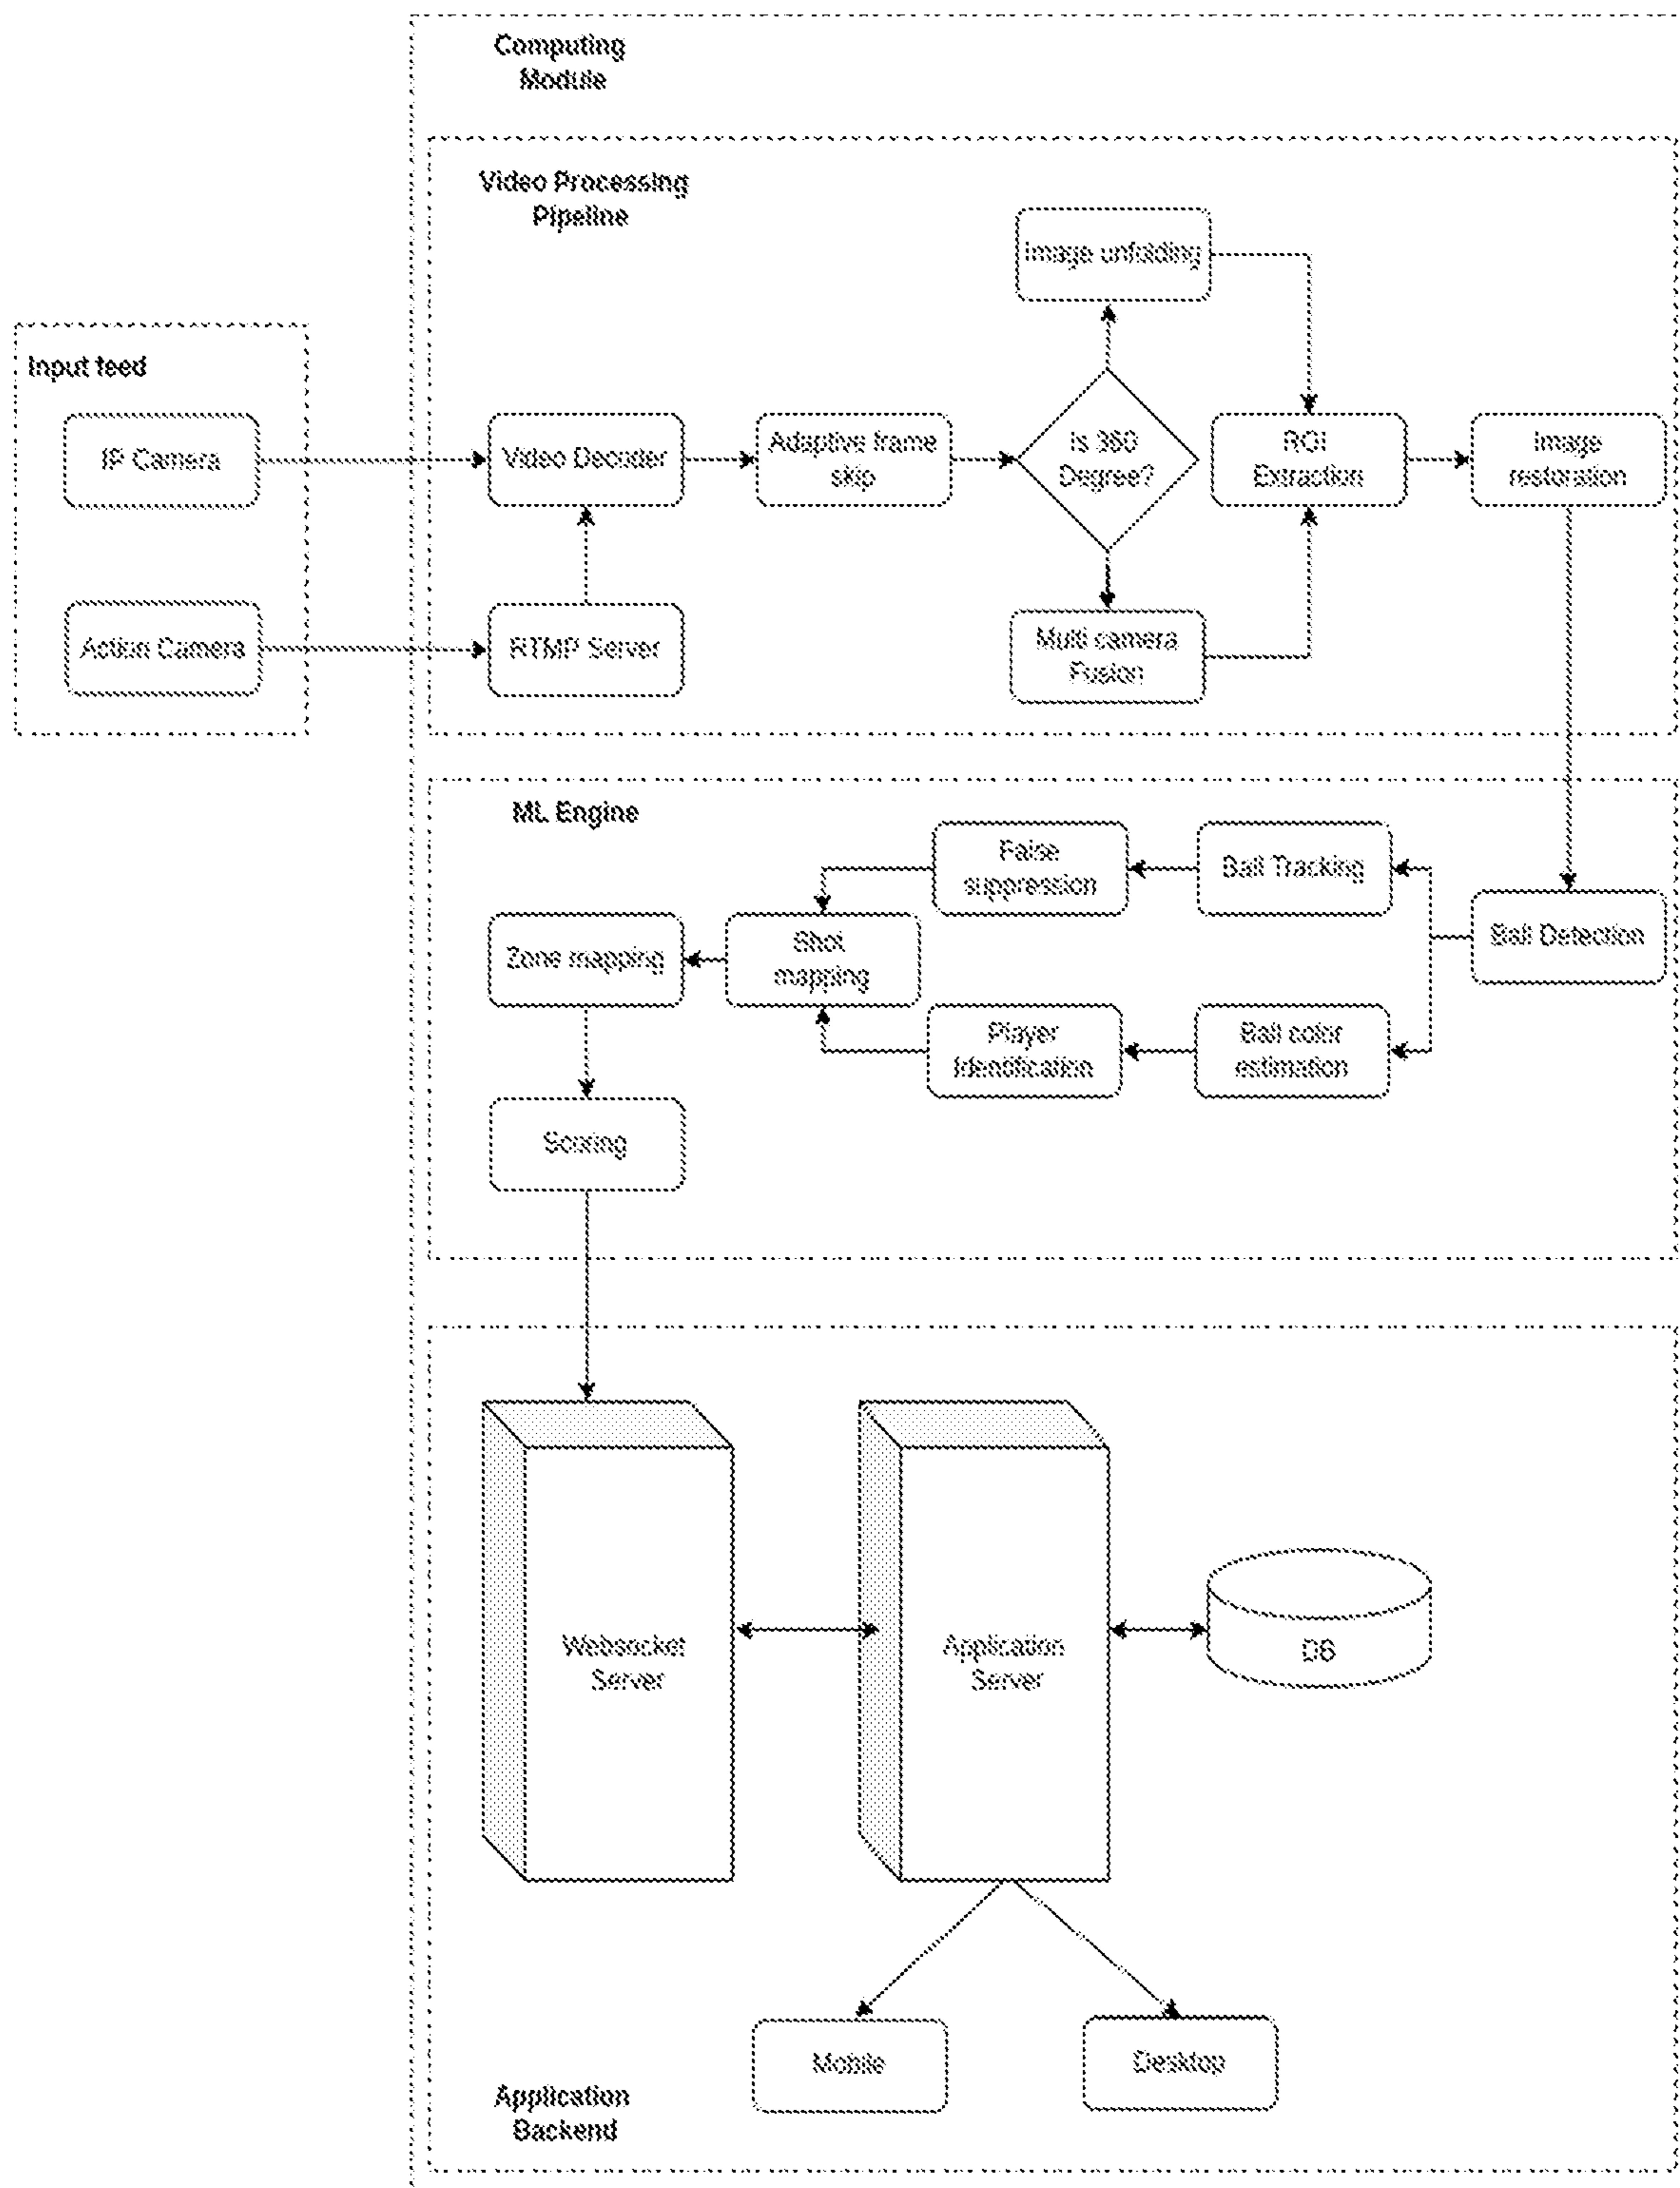 Computing
Module
Video Processing
Pipeline
Image unfolding
Input feed
IP Camera
Video Decoder
Adaptive frame
skip
Is 360
Degree?
ROI
Extraction
Image
restoration
Action Camera
RTMP Server
Multi camera
Fusion
ML Engine
False
suppression
Ball Tracking
Ball Detection
Zone mapping
Shot
mapping
Player
Identification
Ball color
estimation
Scoring
Websocket
Server
Application
Server
DB
Mobile
Desktop
Application
Backend